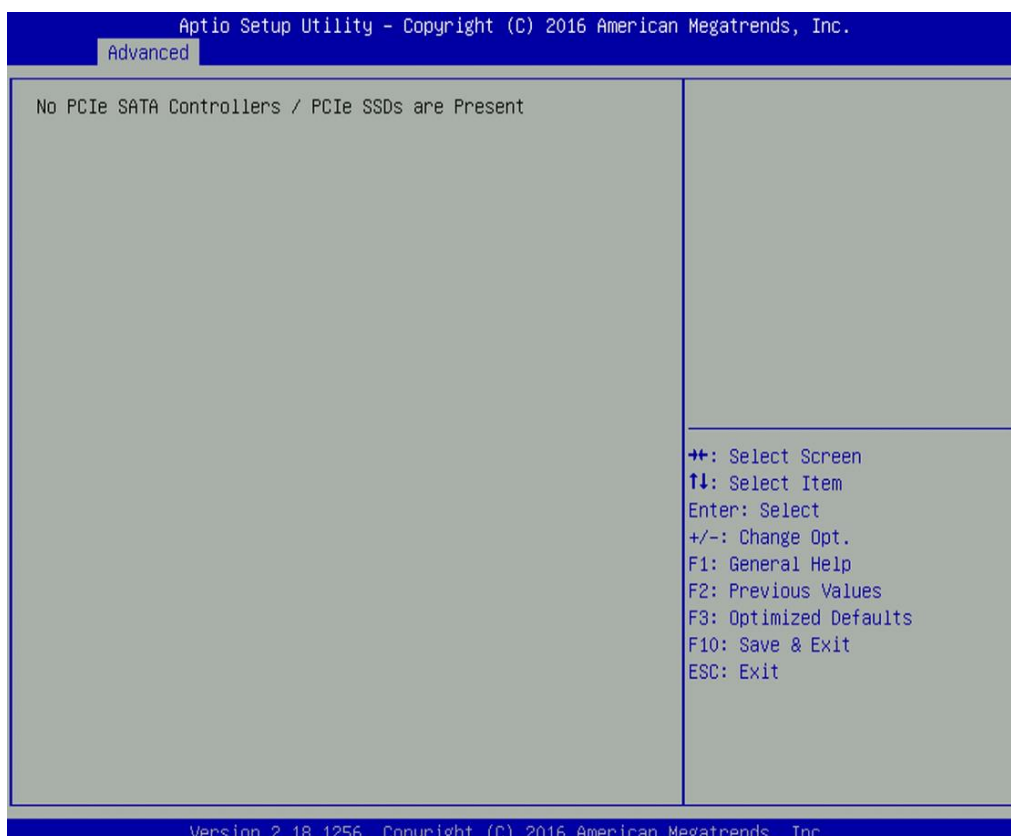 Aptio Setup Utility – Copyright (C) 2016 American Megatrends, Inc.
Advanced
No PCIe SATA Controllers / PCIe SSDs are Present
→←: Select Screen
↑↓: Select Item
Enter: Select
+/-: Change Opt.
F1: General Help
F2: Previous Values
F3: Optimized Defaults
F10: Save & Exit
ESC: Exit
Version 2.18.1256. Copyright (C) 2016 American Megatrends, Inc.